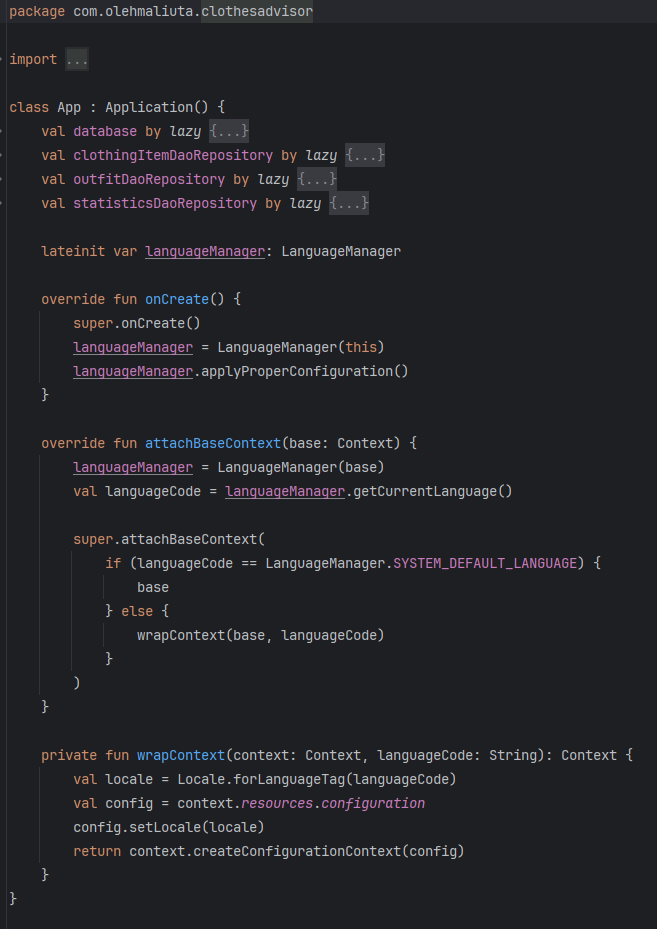 package com.olehmaliuta.clothesadvisor
import ...
class App : Application() {
val database by lazy {...}
val clothingItemDaoRepository by lazy {...}
val outfitDaoRepository by lazy {...}
val statisticsDaoRepository by lazy {...}
lateinit var languageManager: LanguageManager
override fun onCreate() {
super.onCreate()
languageManager = LanguageManager(this)
languageManager.applyProperConfiguration()
}
override fun attachBaseContext(base: Context) {
languageManager = LanguageManager(base)
val languageCode = languageManager.getCurrentLanguage()
super.attachBaseContext(
if (languageCode == LanguageManager.SYSTEM_DEFAULT_LANGUAGE) {
base
} else {
wrapContext(base, languageCode)
}
)
}
private fun wrapContext(context: Context, languageCode: String): Context {
val locale = Locale.forLanguageTag(languageCode)
val config = context.resources.configuration
config.setLocale(locale)
return context.createConfigurationContext(config)
}
}